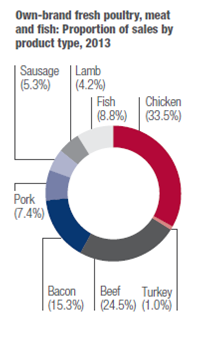 Own-brand fresh poultry, meat
and fish: Proportion of sales by
product type, 2013
Sausage
(5.3%)
Lamb
(4.2%)
Fish
(8.8%)
Chicken
(33.5%)
Pork
(7.4%)
Bacon
(15.3%)
Beef
(24.5%)
Turkey
(1.0%)